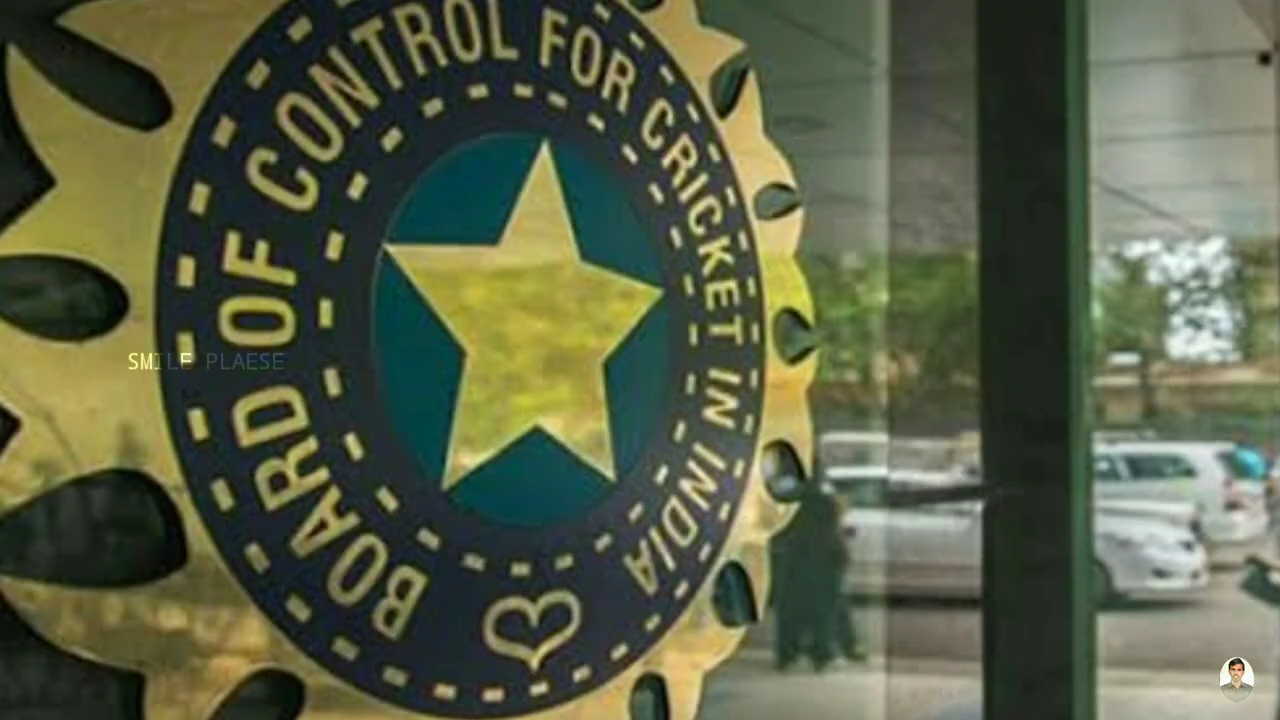 BOARD OF CONTROL FOR CRICKET IN INDIA
SMILE PLAESE